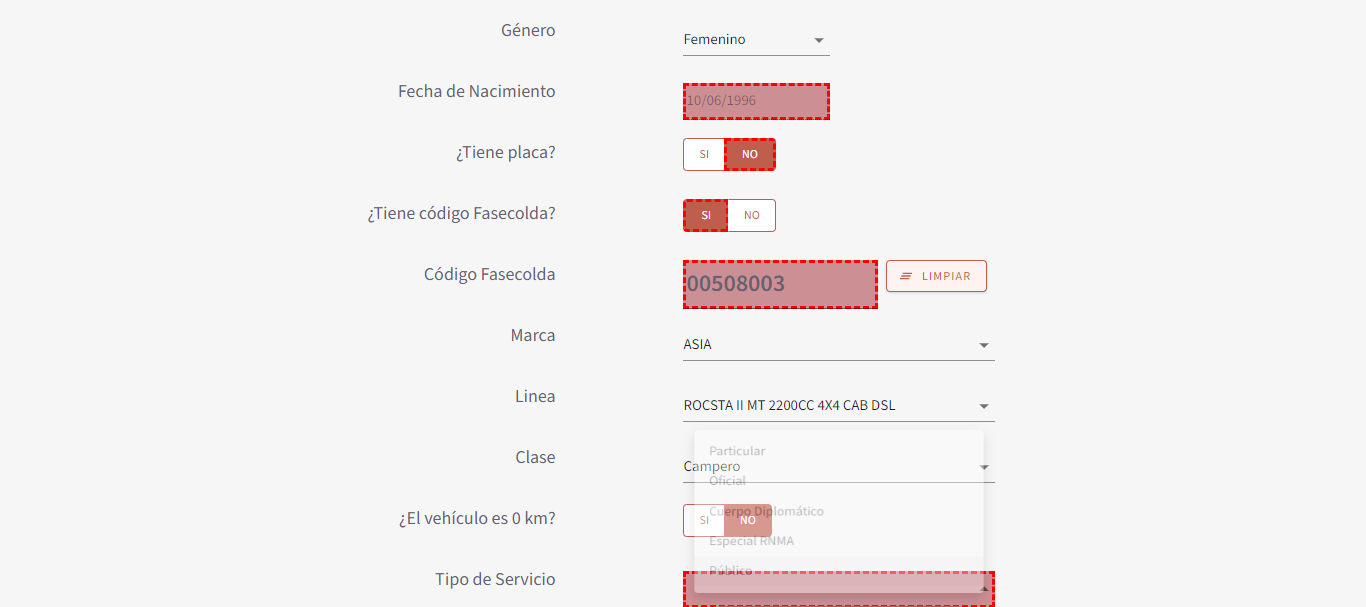 Género Femenino
Fecha de Nacimiento 10/06/1996
¿Tiene placa? SI NO
¿Tiene código Fasecolda? SI NO
Código Fasecolda 00508003 LIMPIAR
Marca ASIA
Linea ROCSTA II MT 2200CC 4X4 CAB DSL
Particular
Clase Campero
Oficial
Cuerpo Diplomático
¿El vehículo es 0 km? SI NO
Especial RNMA
Público
Tipo de Servicio